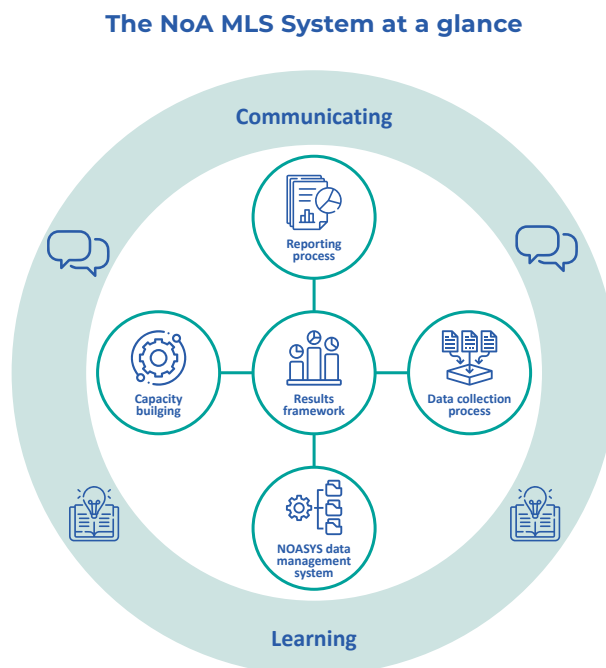 The NoA MLS System at a glance
Communicating
Reporting
process
Capacity
builging
Results
framework
Data collection
process
NOASYS data
management
system
Learning